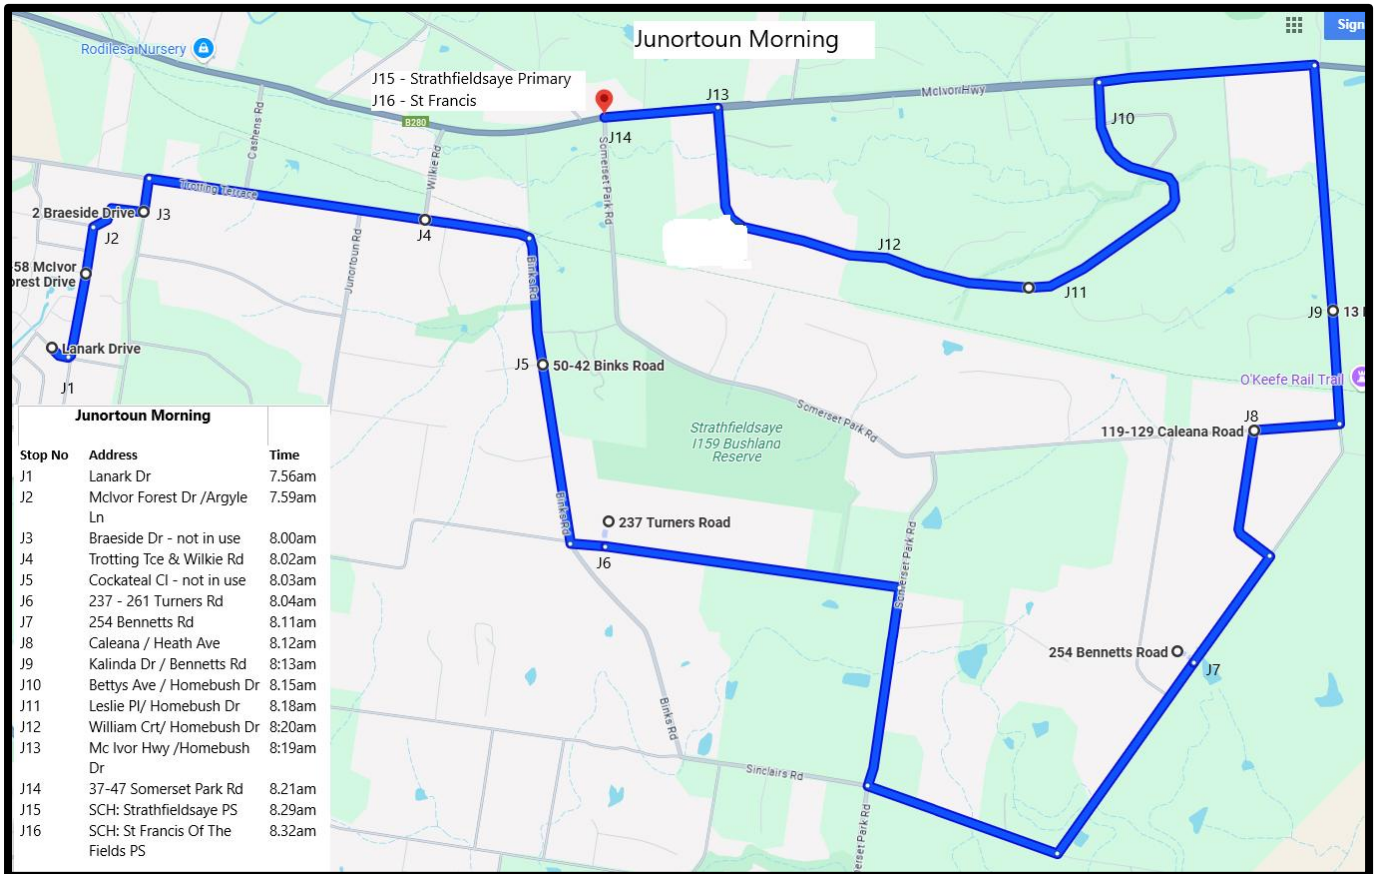 Junortoun Morning
Sign
Rodilesa Nursery
J15 - Strathfieldsaye Primary
J16 - St Francis
B280
J13
McIvor Hwy
J10
J14
Cashens Rd
Wilkie Rd
Somerset Park Rd
Trotting Terrace
2 Braeside Drive
J3
J2
J4
J12
J11
-58 McIvor
orest Drive
Junortoun Rd
Binks Rd
J9
13
Lanark Drive
J1
J5
50-42 Binks Road
O'Keefe Rail Trail
Somerset Park Rd
Strathfieldsaye
I159 Bushland
Reserve
J8
119-129 Caleana Road
Binks Rd
237 Turners Road
J6
Somerset Park Rd
254 Bennetts Road
J7
Binks Rd
Sinclairs Rd
erset Park Rd
Junortoun Morning
Stop No Address Time
J1 Lanark Dr 7.56am
J2 McIvor Forest Dr /Argyle 7.59am
Ln
J3 Braeside Dr - not in use 8.00am
J4 Trotting Tce & Wilkie Rd 8.02am
J5 Cockateal Cl - not in use 8.03am
J6 237 - 261 Turners Rd 8.04am
J7 254 Bennetts Rd 8.11am
J8 Caleana / Heath Ave 8.12am
J9 Kalinda Dr / Bennetts Rd 8:13am
J10 Bettys Ave / Homebush Dr 8.15am
J11 Leslie Pl/ Homebush Dr 8.18am
J12 William Crt/ Homebush Dr 8:20am
J13 Mc Ivor Hwy /Homebush 8:19am
Dr
J14 37-47 Somerset Park Rd 8.21am
J15 SCH: Strathfieldsaye PS 8.29am
J16 SCH: St Francis Of The 8.32am
Fields PS